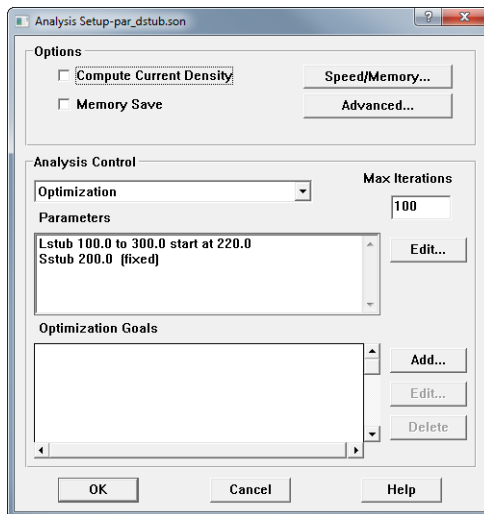 Analysis Setup-par_dstub.son
Options
Compute Current Density
Speed/Memory...
Memory Save
Advanced...
Analysis Control
Max Iterations
Optimization
100
Parameters
Lstub 100.0 to 300.0 start at 220.0
Sstub 200.0 (fixed)
Edit...
Optimization Goals
Add...
Edit...
Delete
OK
Cancel
Help